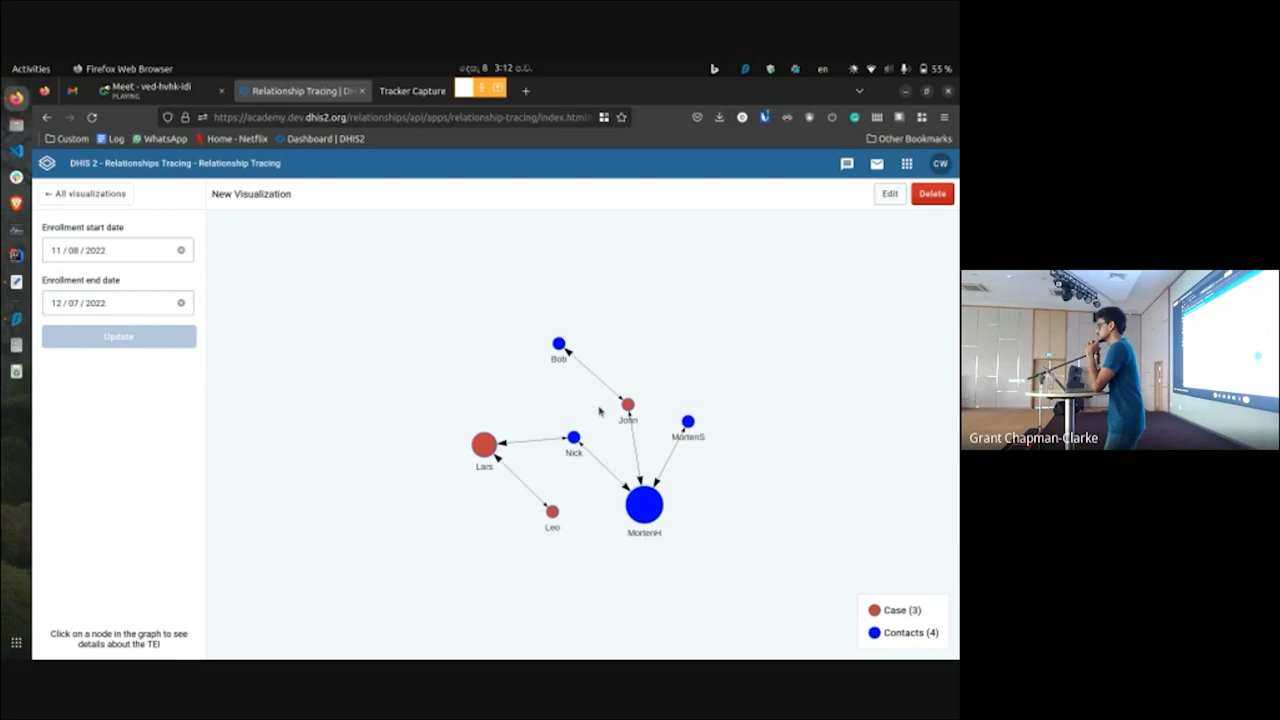 Activities
Firefox Web Browser
දෙසැ 8 3:12 ප.ව.
en
55 %
Meet - ved-hvhk-idi
PLAYING
Relationship Tracing | DH
Tracker Capture
https://academy.dev.dhis2.org/relationships/api/apps/relationship-tracing/index.html
Custom
Log
WhatsApp
Home - Netflix
Dashboard | DHIS2
Other Bookmarks
DHIS 2 - Relationships Tracing - Relationship Tracing
CW
← All visualizations
New Visualization
Edit
Delete
Enrollment start date
11 / 08 / 2022
Enrollment end date
12 / 07 / 2022
Update
Bob
John
MortenS
Nick
Lars
Leo
MortenH
Case (3)
Contacts (4)
Click on a node in the graph to see
details about the TEI
Grant Chapman-Clarke